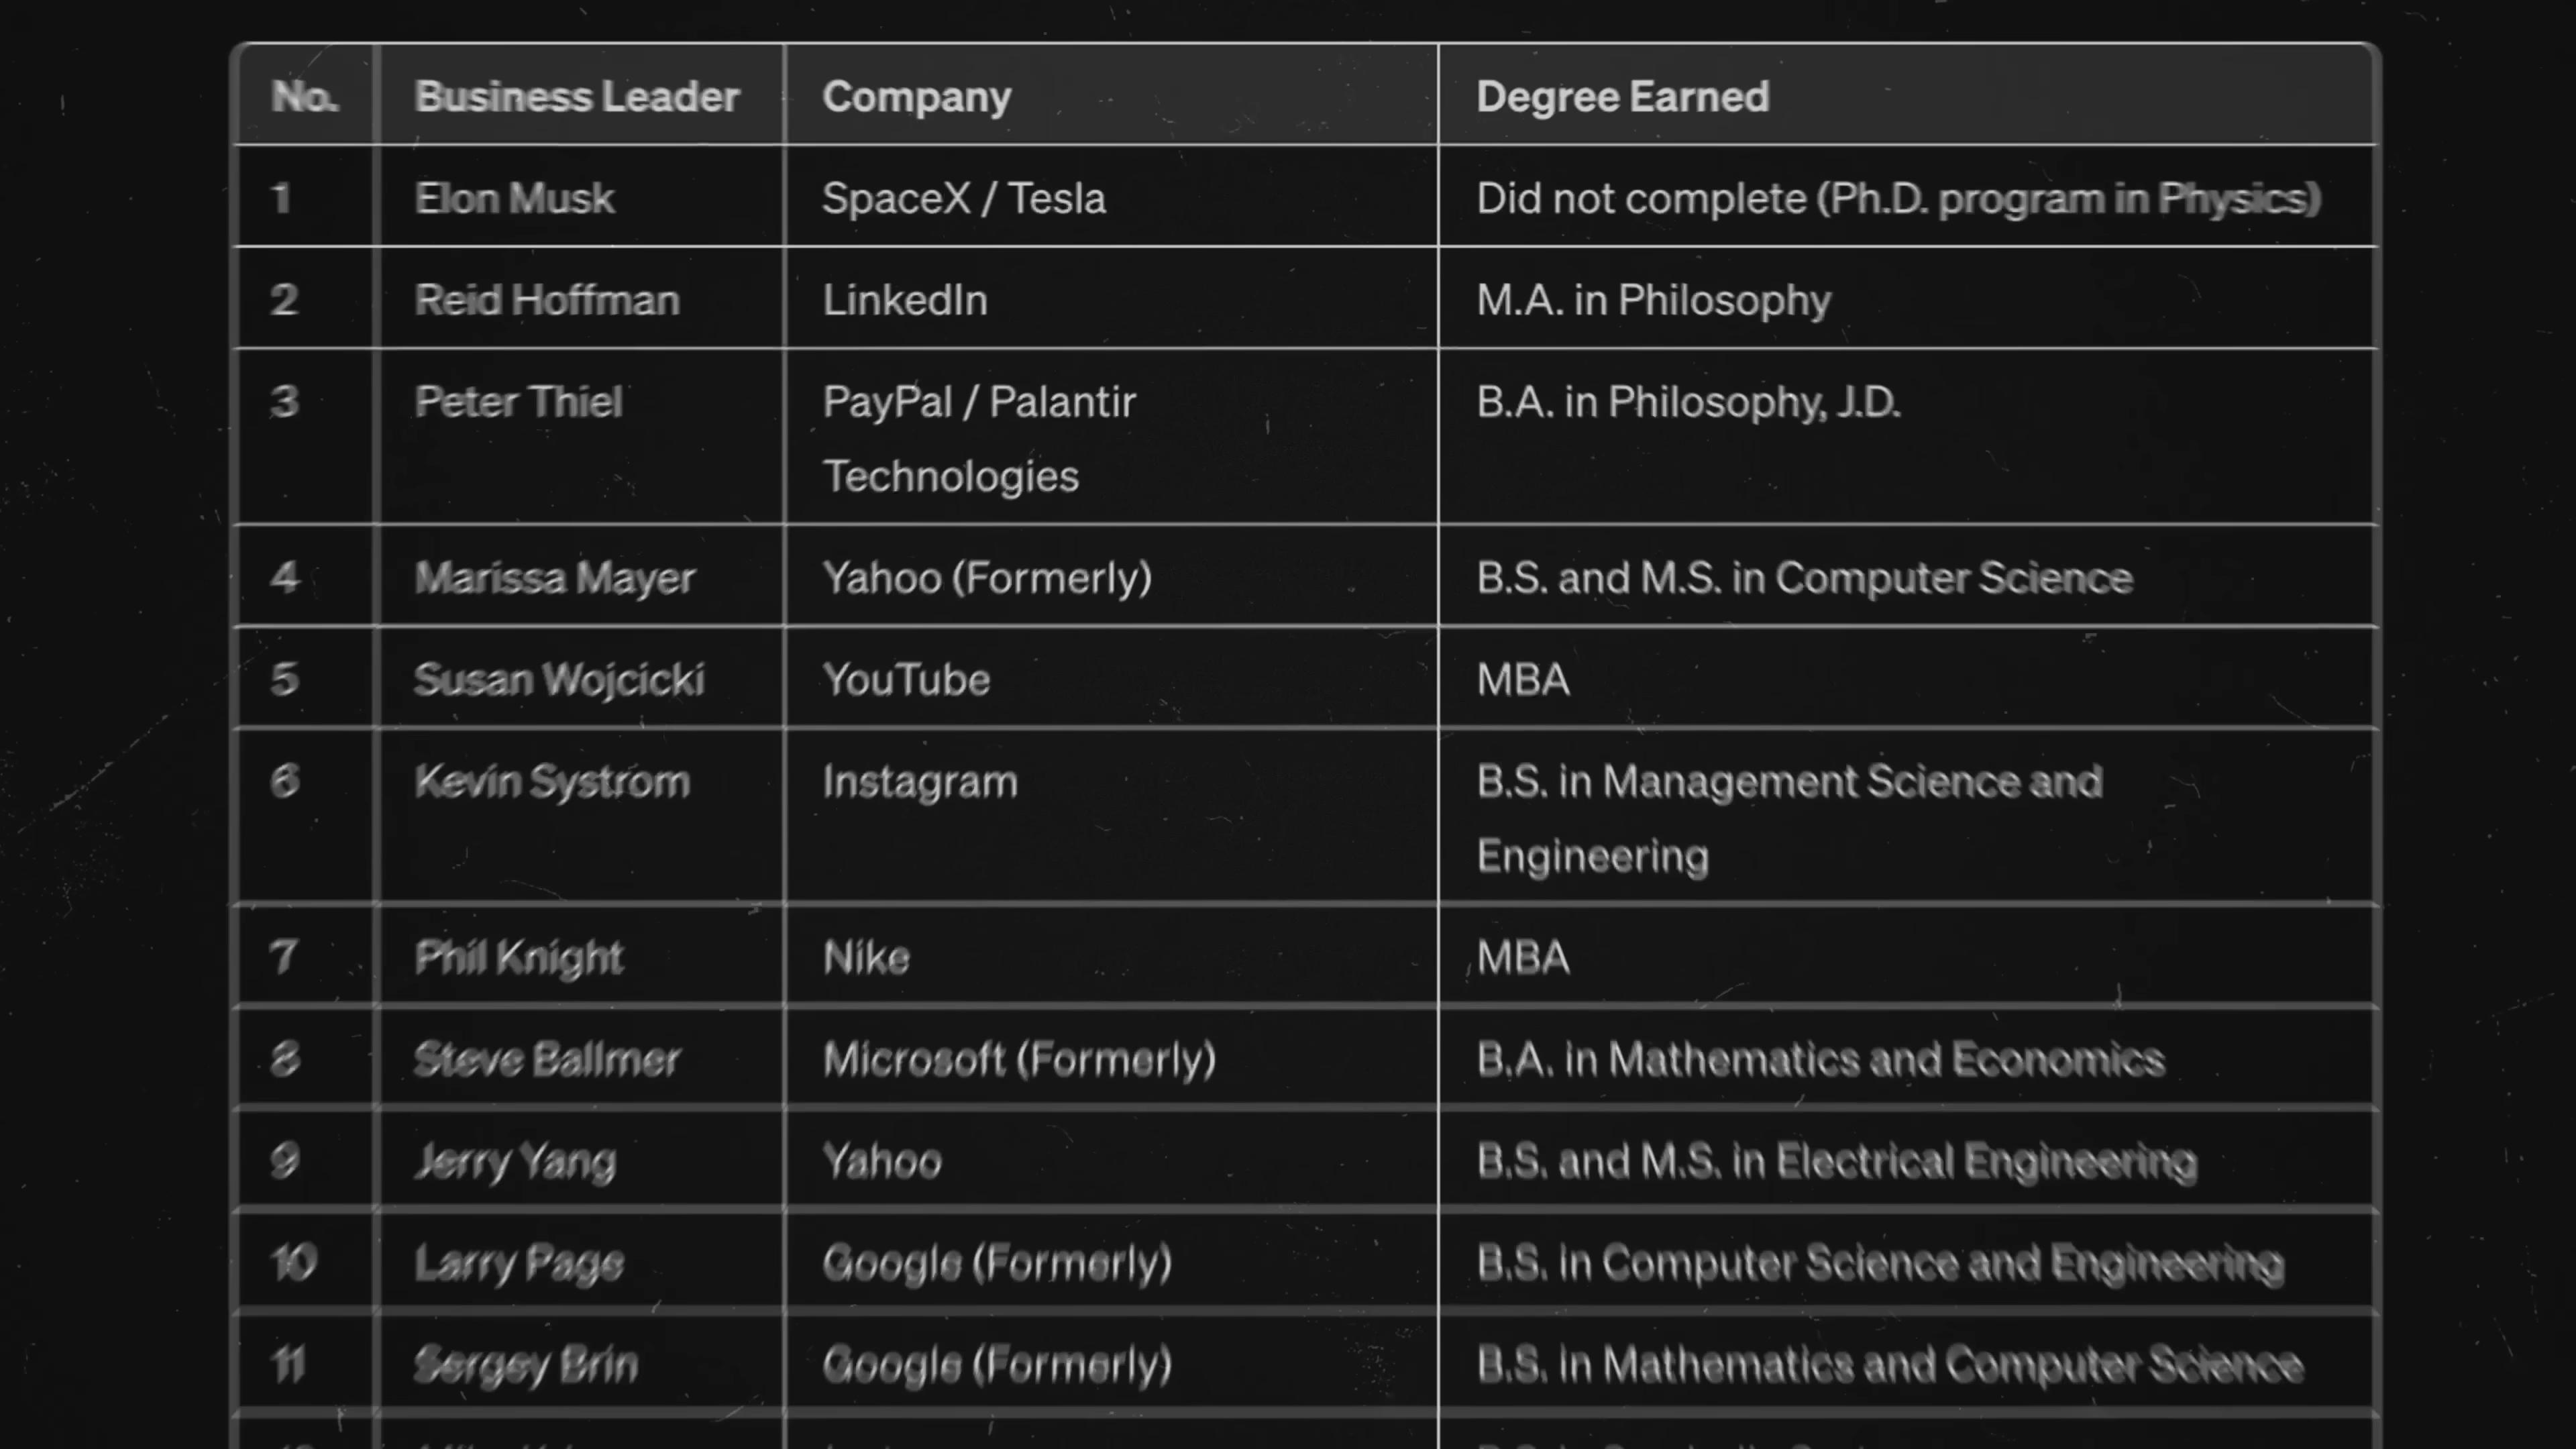 No. Business Leader Company Degree Earned
1 Elon Musk SpaceX / Tesla Did not complete (Ph.D. program in Physics)
2 Reid Hoffman LinkedIn M.A. in Philosophy
3 Peter Thiel PayPal / Palantir B.A. in Philosophy, J.D.
Technologies
4 Marissa Mayer Yahoo (Formerly) B.S. and M.S. in Computer Science
5 Susan Wojcicki YouTube MBA
6 Kevin Systrom Instagram B.S. in Management Science and
Engineering
7 Phil Knight Nike MBA
8 Steve Ballmer Microsoft (Formerly) B.A. in Mathematics and Economics
9 Jerry Yang Yahoo B.S. and M.S. in Electrical Engineering
10 Larry Page Google (Formerly) B.S. in Computer Science and Engineering
11 Sergey Brin Google (Formerly) B.S. in Mathematics and Computer Science